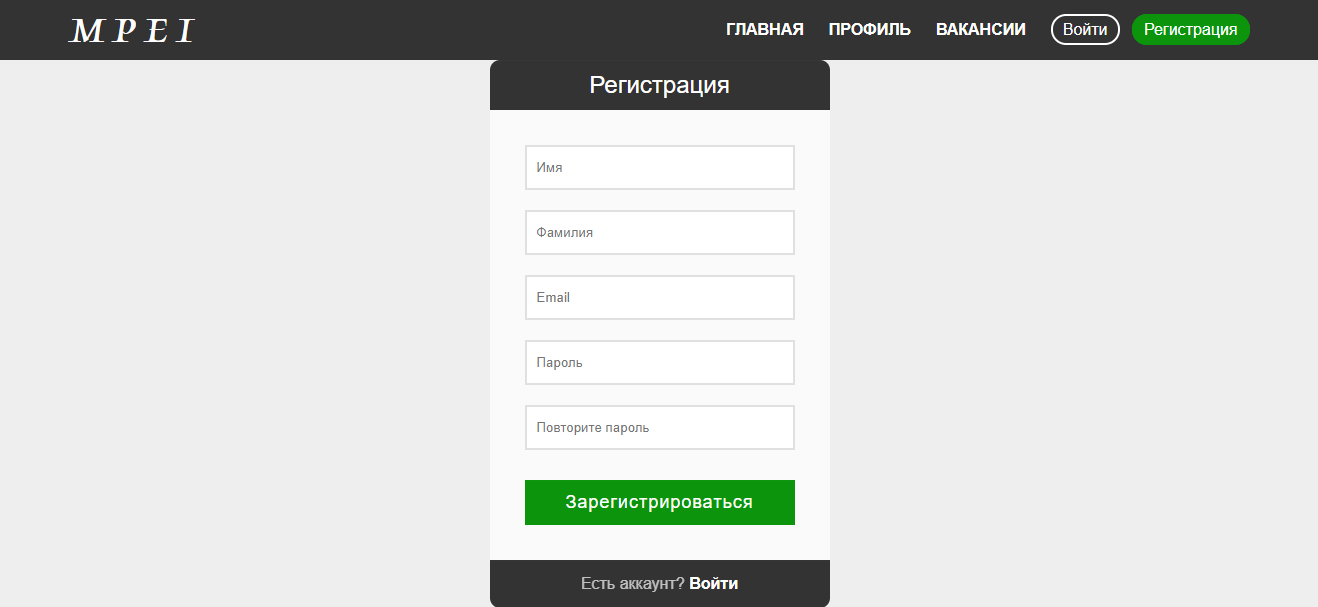 MPEI ГЛАВНАЯ ПРОФИЛЬ ВАКАНСИИ Войти Регистрация
Регистрация
Имя
Фамилия
Email
Пароль
Повторите пароль
Зарегистрироваться
Есть аккаунт? Войти